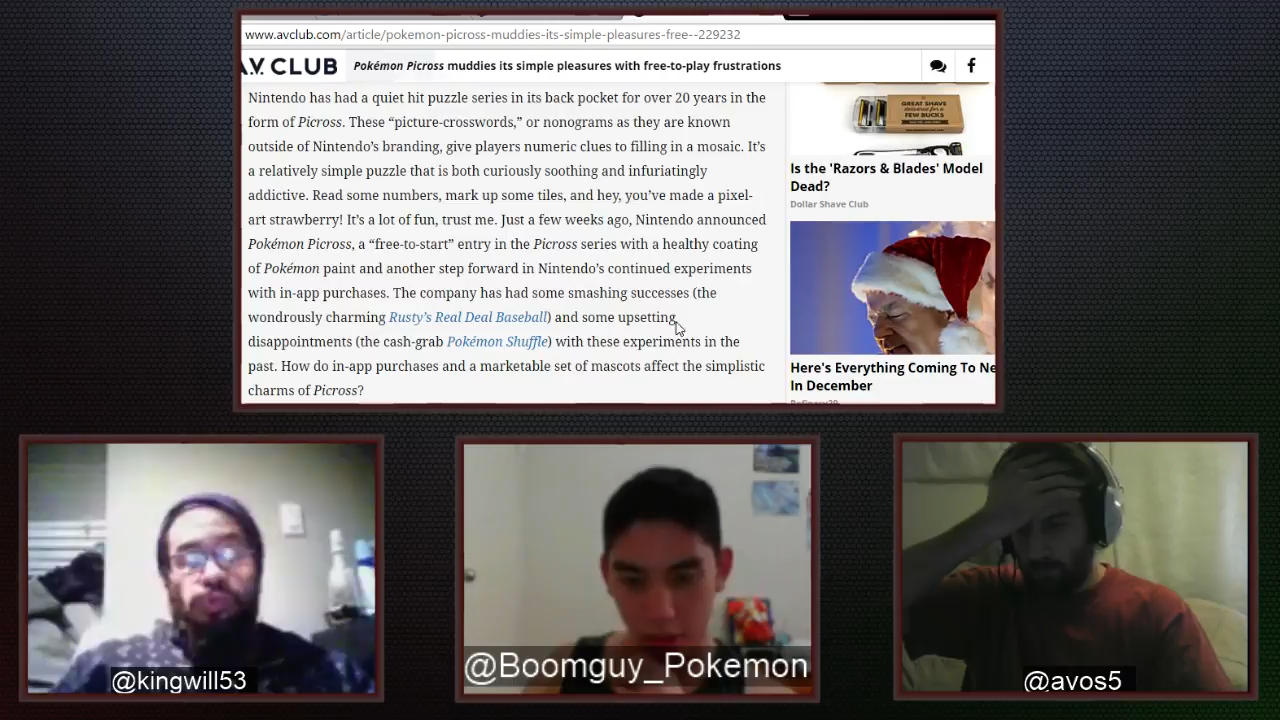 www.avclub.com/article/pokemon-picross-muddies-its-simple-pleasures-free--229232
A.V. CLUB
Pokémon Picross muddies its simple pleasures with free-to-play frustrations
Nintendo has had a quiet hit puzzle series in its back pocket for over 20 years in the
form of Picross. These “picture-crosswords,” or nonograms as they are known
outside of Nintendo’s branding, give players numeric clues to filling in a mosaic. It’s
a relatively simple puzzle that is both curiously soothing and infuriatingly
addictive. Read some numbers, mark up some tiles, and hey, you’ve made a pixel-
art strawberry! It’s a lot of fun, trust me. Just a few weeks ago, Nintendo announced
Pokémon Picross, a “free-to-start” entry in the Picross series with a healthy coating
of Pokémon paint and another step forward in Nintendo’s continued experiments
with in-app purchases. The company has had some smashing successes (the
wondrously charming Rusty’s Real Deal Baseball) and some upsetting
disappointments (the cash-grab Pokémon Shuffle) with these experiments in the
past. How do in-app purchases and a marketable set of mascots affect the simplistic
charms of Picross?
GREAT SHAVE
DELIVERED FOR A
FEW BUCKS
Is the 'Razors & Blades' Model
Dead?
Dollar Shave Club
Here's Everything Coming To Ne
In December
@kingwill53
@Boomguy_Pokemon
@avos5